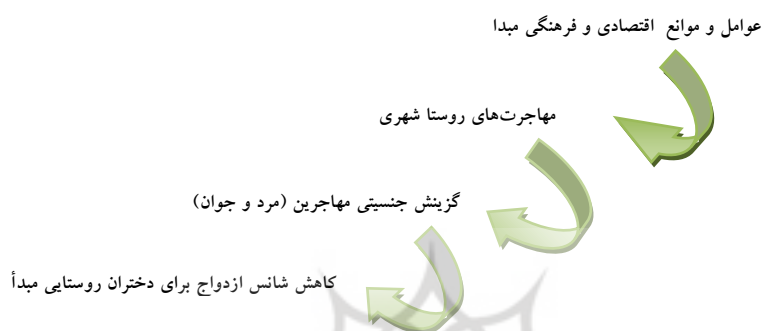 عوامل و موانع اقتصادی و فرهنگی مبدا
مهاجرت‌های روستا شهری
گزینش جنسیتی مهاجرین (مرد و جوان)
کاهش شانس ازدواج برای دختران روستایی مبدأ